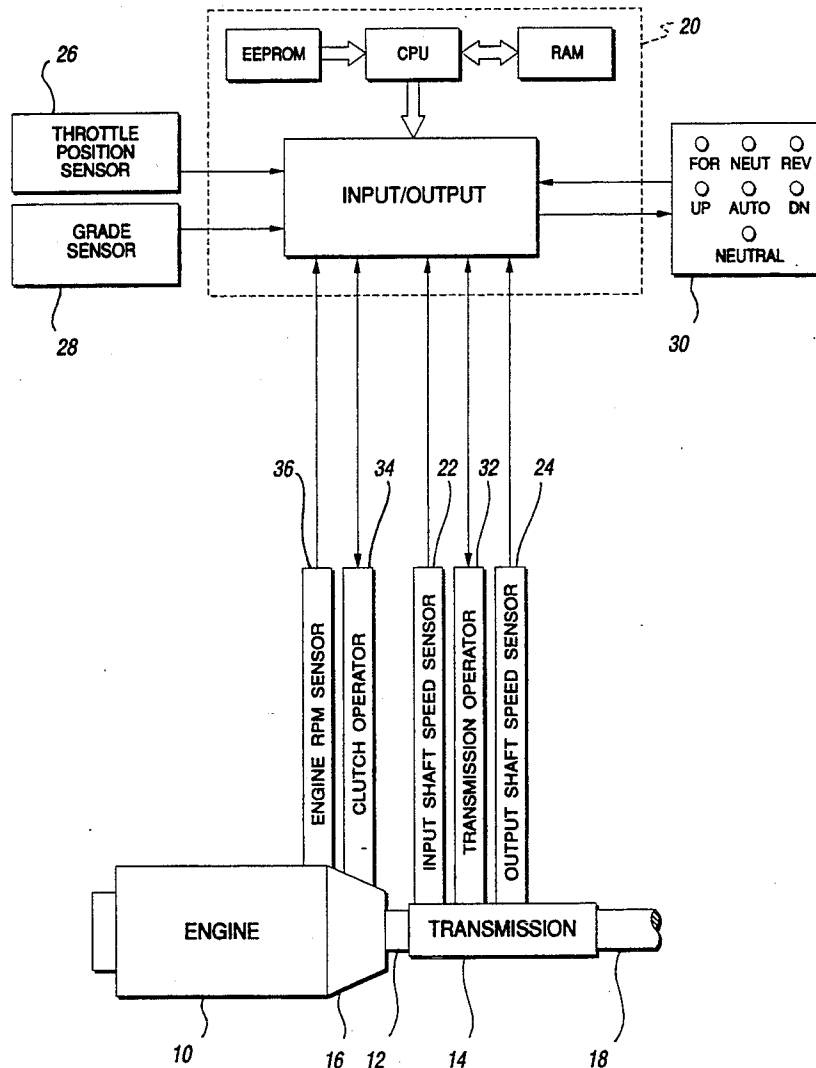 20
EEPROM
CPU
RAM
26
THROTTLE
POSITION
SENSOR
INPUT/OUTPUT
FOR NEUT REV
UP AUTO DN
NEUTRAL
GRADE
SENSOR
28
30
36
34
22
32
24
ENGINE RPM SENSOR
CLUTCH OPERATOR
INPUT SHAFT SPEED SENSOR
TRANSMISSION OPERATOR
OUTPUT SHAFT SPEED SENSOR
ENGINE
TRANSMISSION
10
16
12
14
18